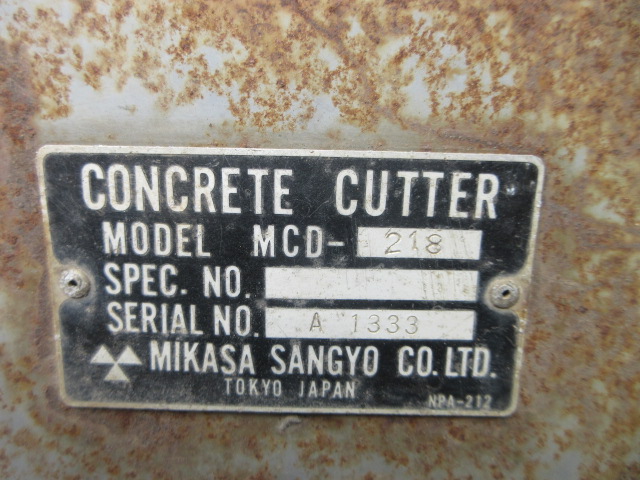 CONCRETE CUTTER
MODEL MCD-218
SPEC. NO.
SERIAL NO. A 1333
MIKASA SANGYO CO. LTD.
TOKYO JAPAN
NPA-212